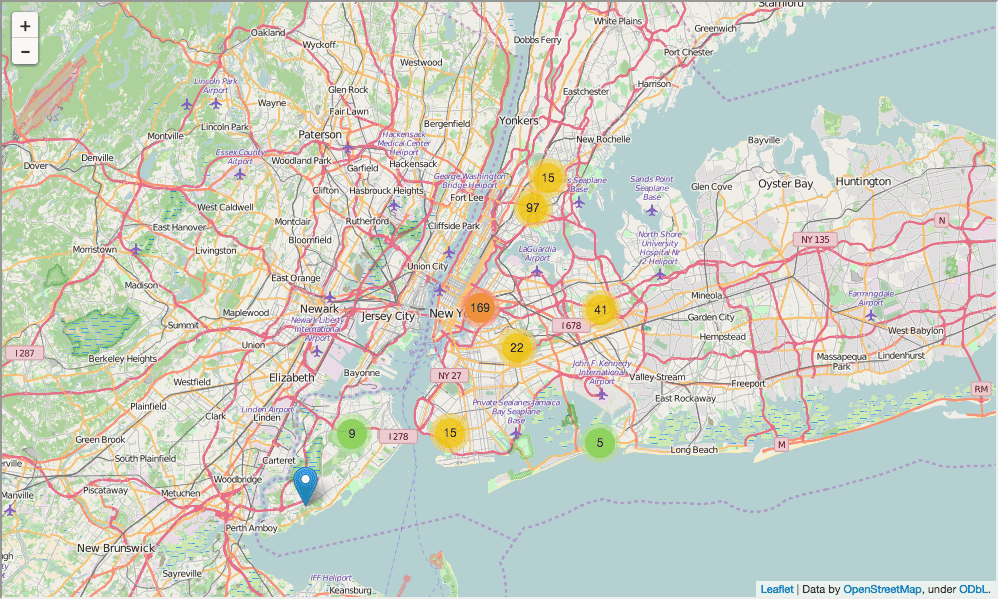 Stamford
White Plains
Greenwich
+
Oakland
Dobbs Ferry
Wyckoff
Port Chester
−
Westwood
Harrison
Lincoln Park
Airport
Glen Rock
Eastchester
Wayne
Fair Lawn
Bergenfield
Yonkers
Lincoln Park
Paterson
Montville
Hackensack
Medical Center
Heliport
New Rochelle
Bayville
Denville
Essex County
Airport
Woodland Park
Hackensack
Dover
Garfield
George Washington
Bridge Heliport
15
s Seaplane
Base
Sands Point
Seaplane
Base
Glen Cove
Oyster Bay
Huntington
Clifton
Hasbrouck Heights
Fort Lee
West Caldwell
97
Montclair
Rutherford
Cliffside Park
N
East Hanover
Bloomfield
North Shore
University
Hospital Nr
2 Heliport
NY 135
Morristown
Livingston
LaGuardia
Airport
Union City
Madison
East Orange
Mineola
Farmingdale
Airport
Maplewood
Newark
Jersey City
New Y
169
41
Garden City
Summit
Newark Liberty
International
Airport
I 678
West Babylon
Hempstead
I 287
Union
22
Berkeley Heights
Massapequa
Park
Lindenhurst
Elizabeth
Bayonne
NY 27
John F. Kennedy
International
Airport
Valley Stream
Freeport
Westfield
RM
East Rockaway
Plainfield
Linden Airport
Linden
Private Seaplanes Jamaica
Bay Seaplane
Base
Clark
Green Brook
9
I 278
15
5
M
Long Beach
South Plainfield
Carteret
rville
Woodbridge
Piscataway
Metuchen
Manville
Perth Amboy
New Brunswick
Sayreville
IFF Heliport
Keansburg
Leaflet | Data by OpenStreetMap, under ODbL.